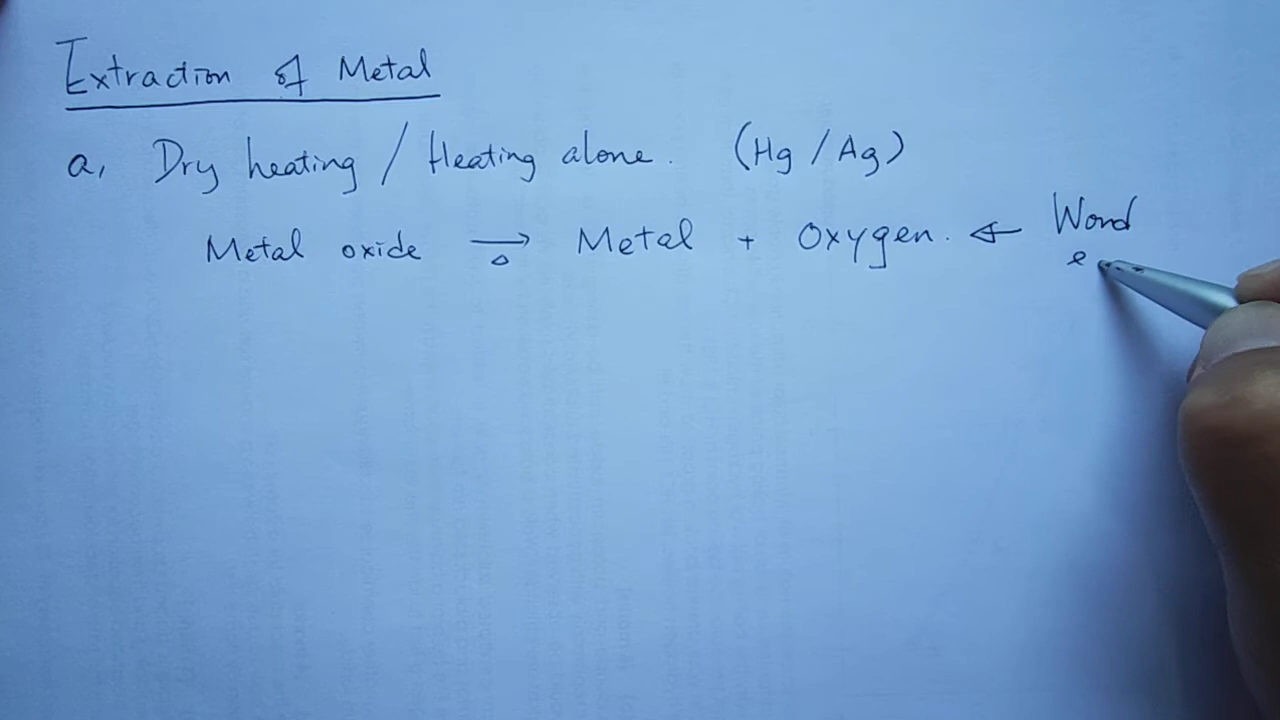 Extraction of Metal
a, Dry heating / Heating alone. (Hg / Ag)
Metal oxide →
Δ Metal + Oxygen. ← Word
e